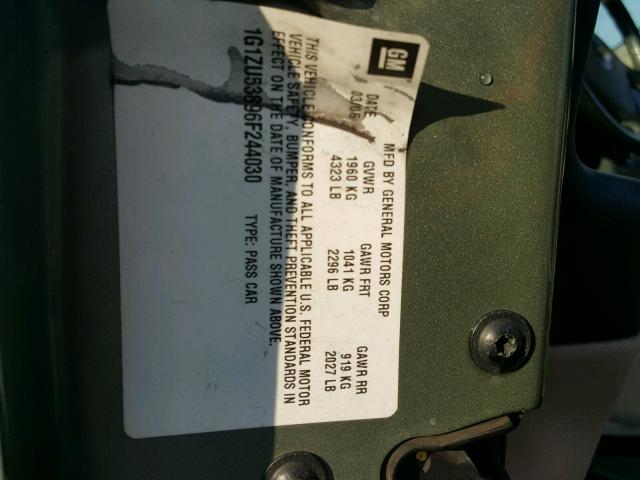 GM
MFD BY GENERAL MOTORS CORP
DATE GVWR GAWR FRT GAWR RR
03/06 1960 KG 1041 KG 919 KG
4323 LB 2296 LB 2027 LB
THIS VEHICLE CONFORMS TO ALL APPLICABLE U.S. FEDERAL MOTOR
VEHICLE SAFETY, BUMPER, AND THEFT PREVENTION STANDARDS IN
EFFECT ON THE DATE OF MANUFACTURE SHOWN ABOVE.
1G1ZU53896F244030 TYPE: PASS CAR